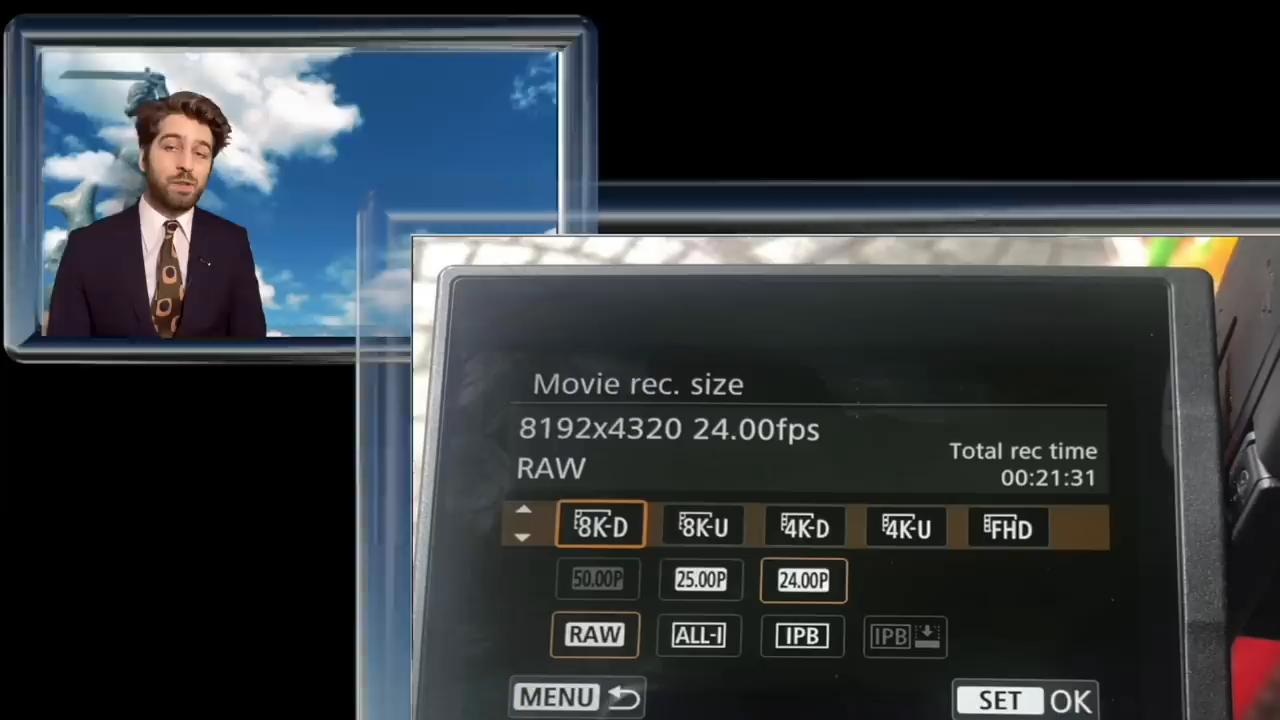 Movie rec. size
8192x4320 24.00fps
RAW
Total rec time
00:21:31
8K-D 8K-U 4K-D 4K-U FHD
50.00P 25.00P 24.00P
RAW ALL-I IPB IPB
MENU SET OK